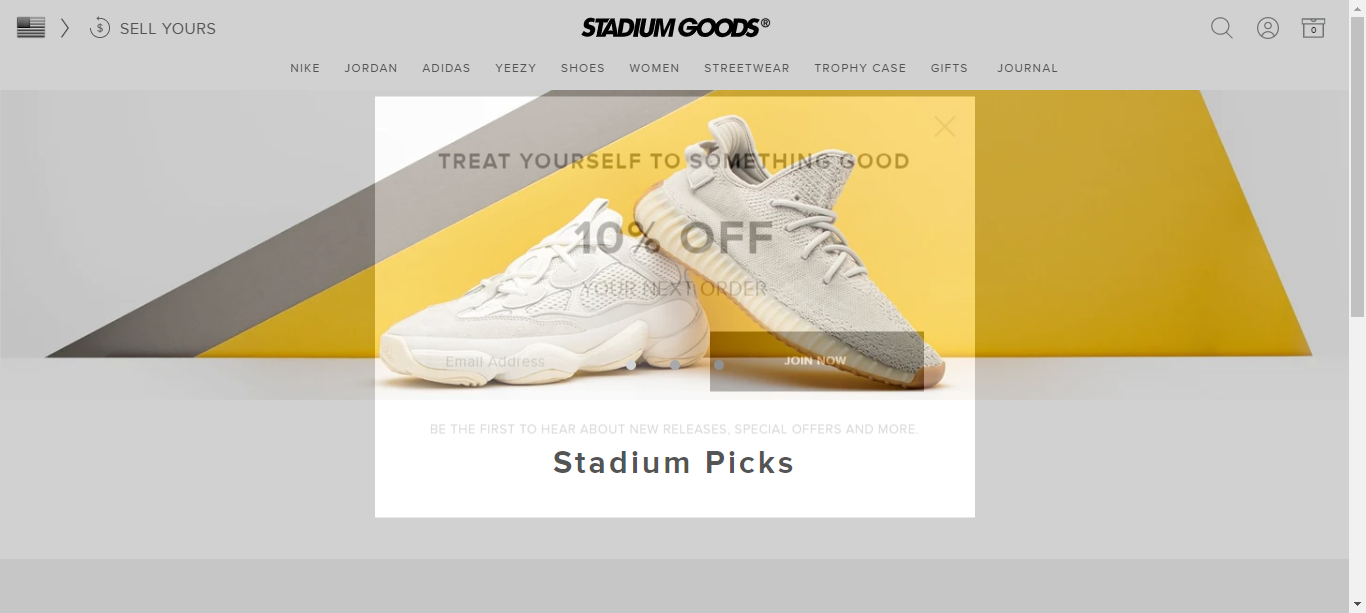 SELL YOURS
STADIUM GOODS®
0
NIKE JORDAN ADIDAS YEEZY SHOES WOMEN STREETWEAR TROPHY CASE GIFTS JOURNAL
TREAT YOURSELF TO SOMETHING GOOD
10% OFF
YOUR NEXT ORDER
Email Address JOIN NOW
BE THE FIRST TO HEAR ABOUT NEW RELEASES, SPECIAL OFFERS AND MORE.
Stadium Picks